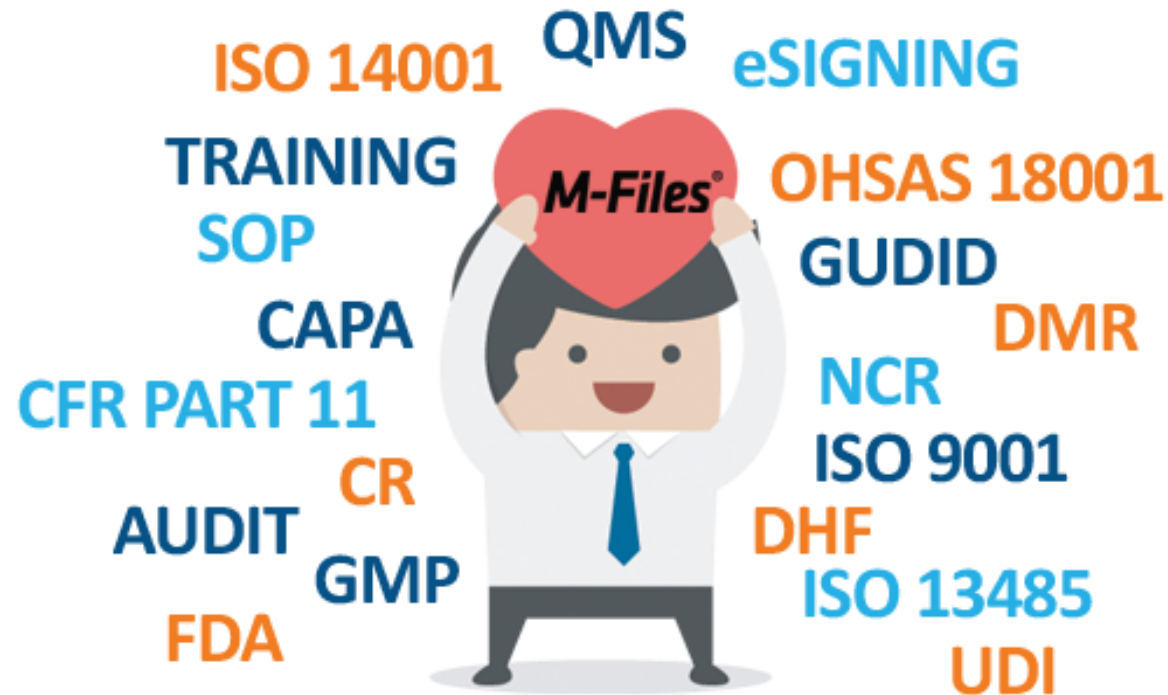 QMS
ISO 14001
eSIGNING
TRAINING
M-Files®
OHSAS 18001
SOP
GUDID
CAPA
DMR
CFR PART 11
NCR
CR
ISO 9001
AUDIT
DHF
GMP
ISO 13485
FDA
UDI